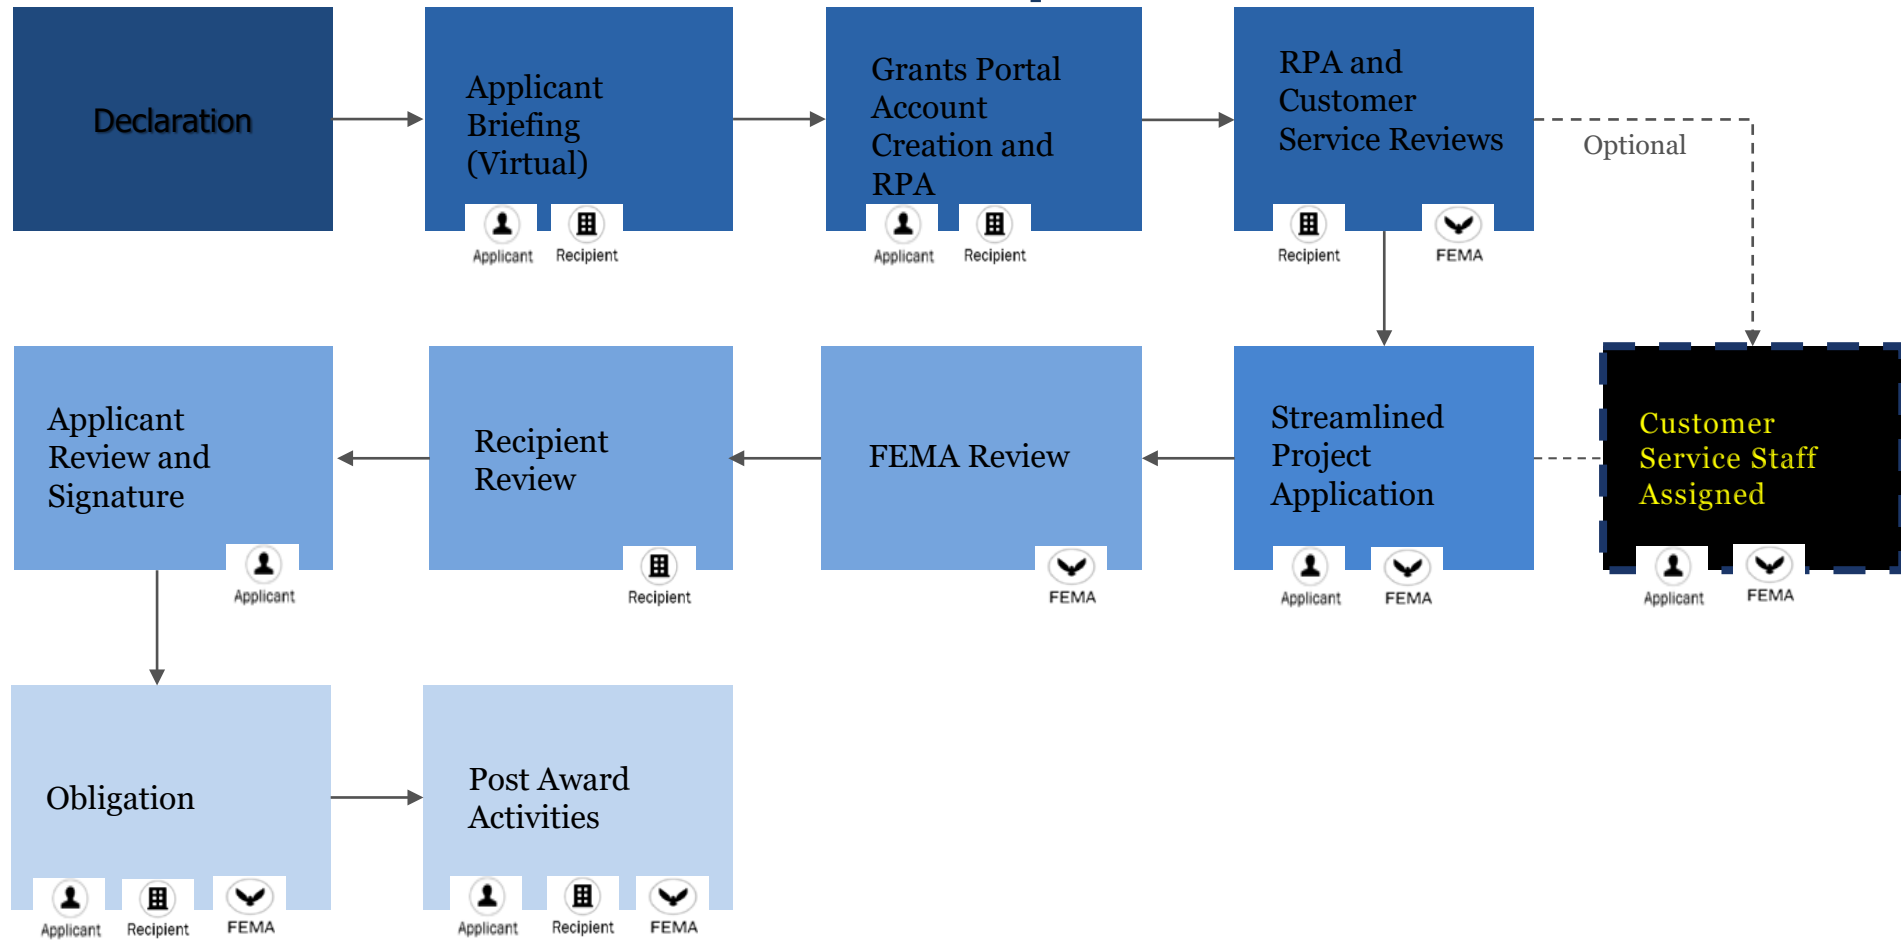 Declaration
Applicant
Briefing
(Virtual)
Applicant
Recipient
Grants Portal
Account
Creation and
RPA
Applicant
Recipient
RPA and
Customer
Service Reviews
Recipient
FEMA
Optional
Customer
Service Staff
Assigned
Applicant
FEMA
Streamlined
Project
Application
Applicant
FEMA
FEMA Review
FEMA
Recipient
Review
Recipient
Applicant
Review and
Signature
Applicant
Obligation
Applicant
Recipient
FEMA
Post Award
Activities
Applicant
Recipient
FEMA